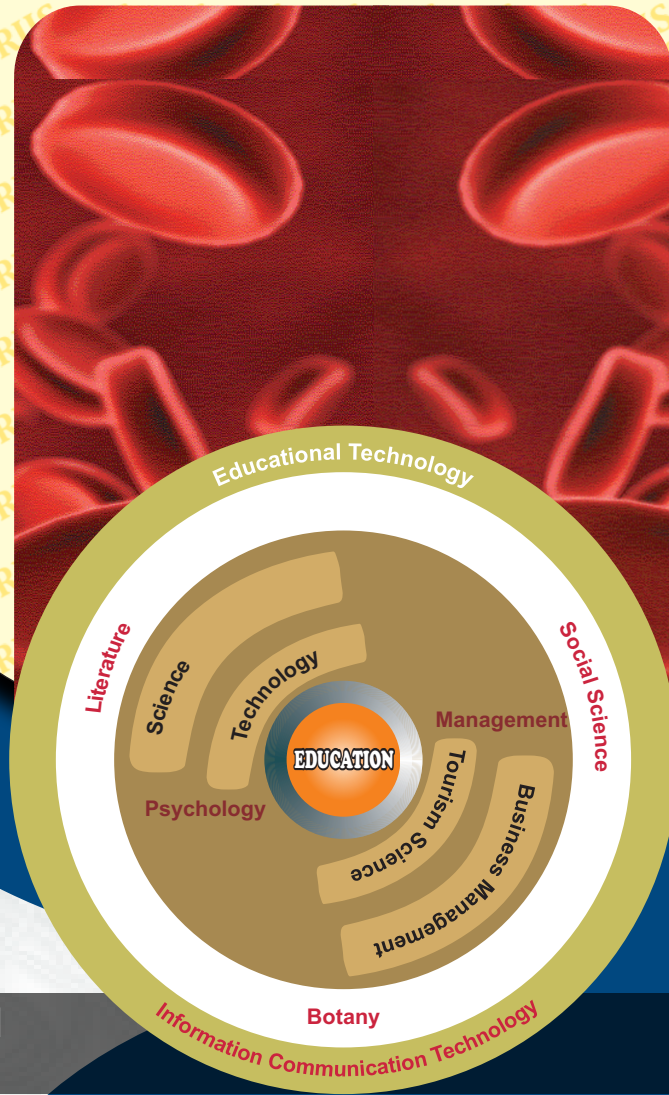 Educational Technology
Literature
Social Science
Science
Technology
Management
EDUCATION
Psychology
Tourism Science
Business Management
Botany
Information Communication Technology